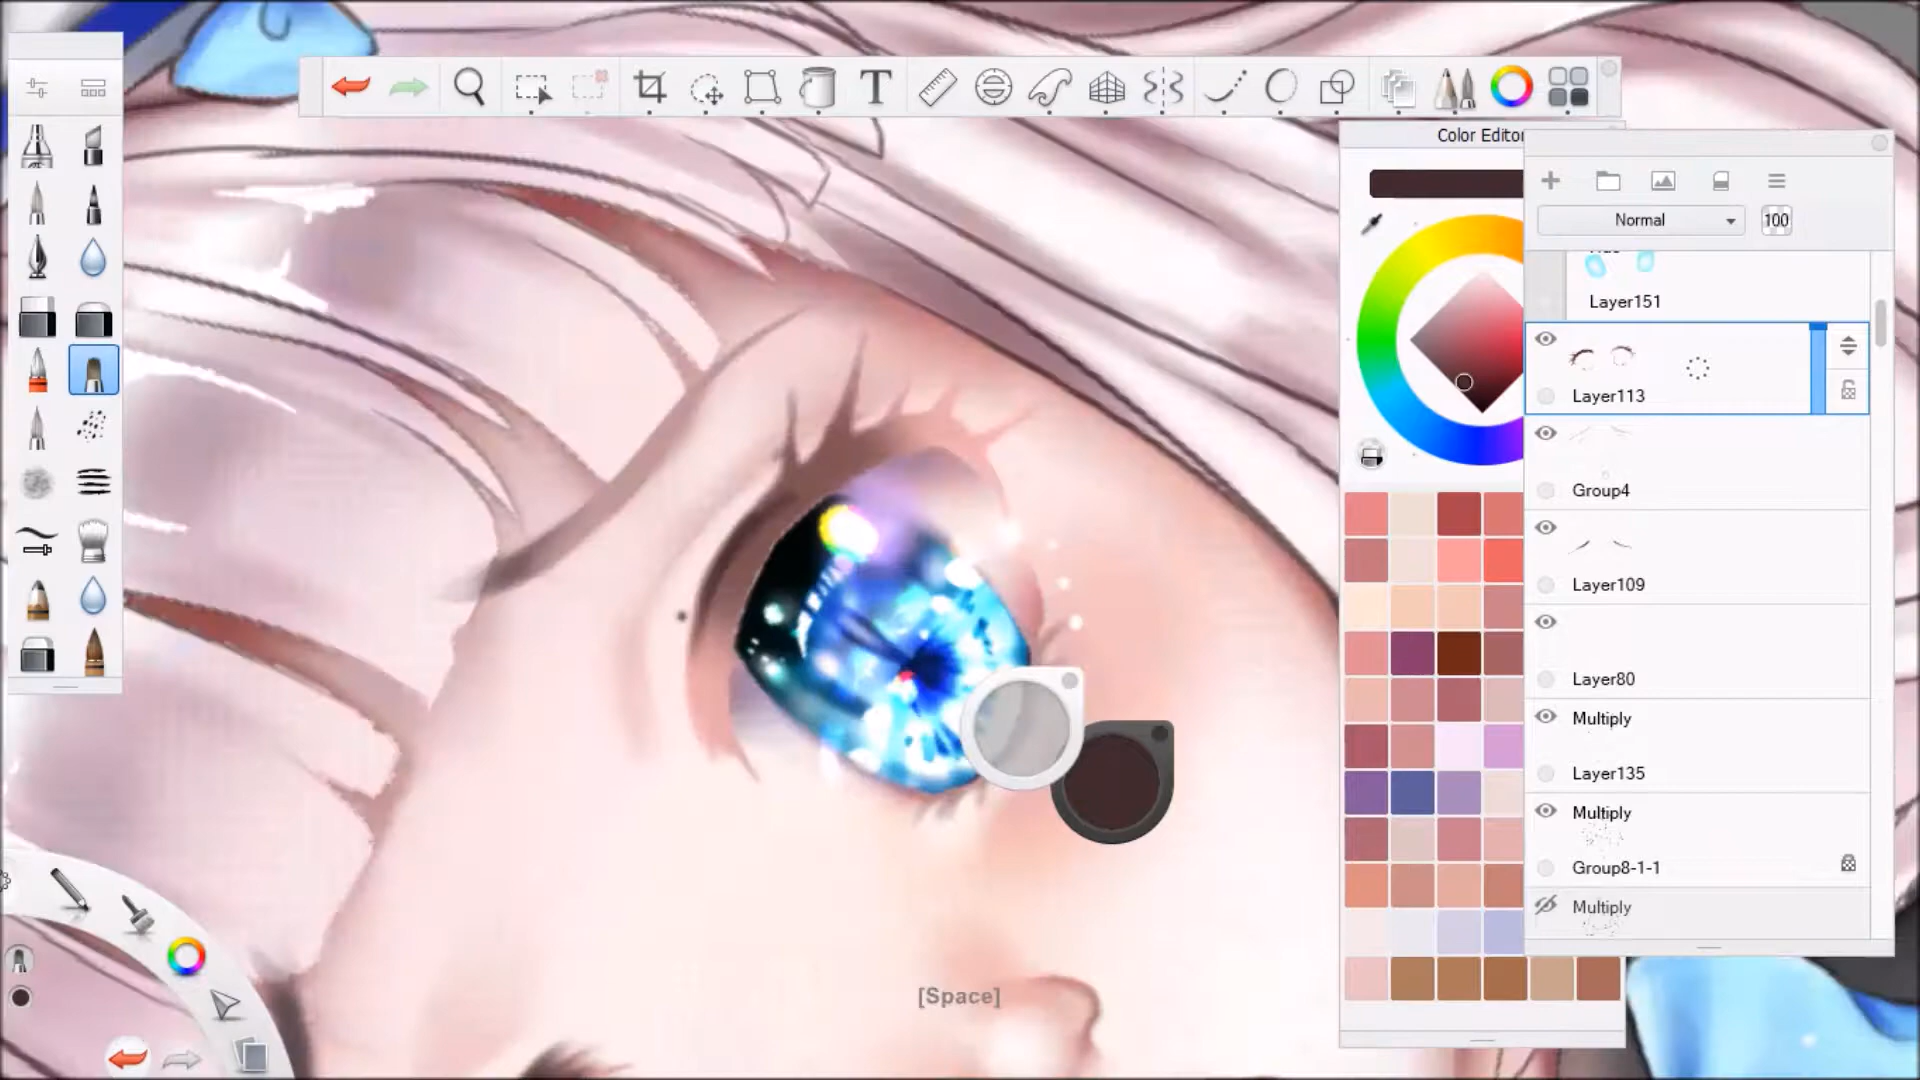 T
Color Editor
Normal
100
Layer151
Layer113
Group4
Layer109
Layer80
Multiply
Layer135
Multiply
Group8-1-1
Multiply
[Space]